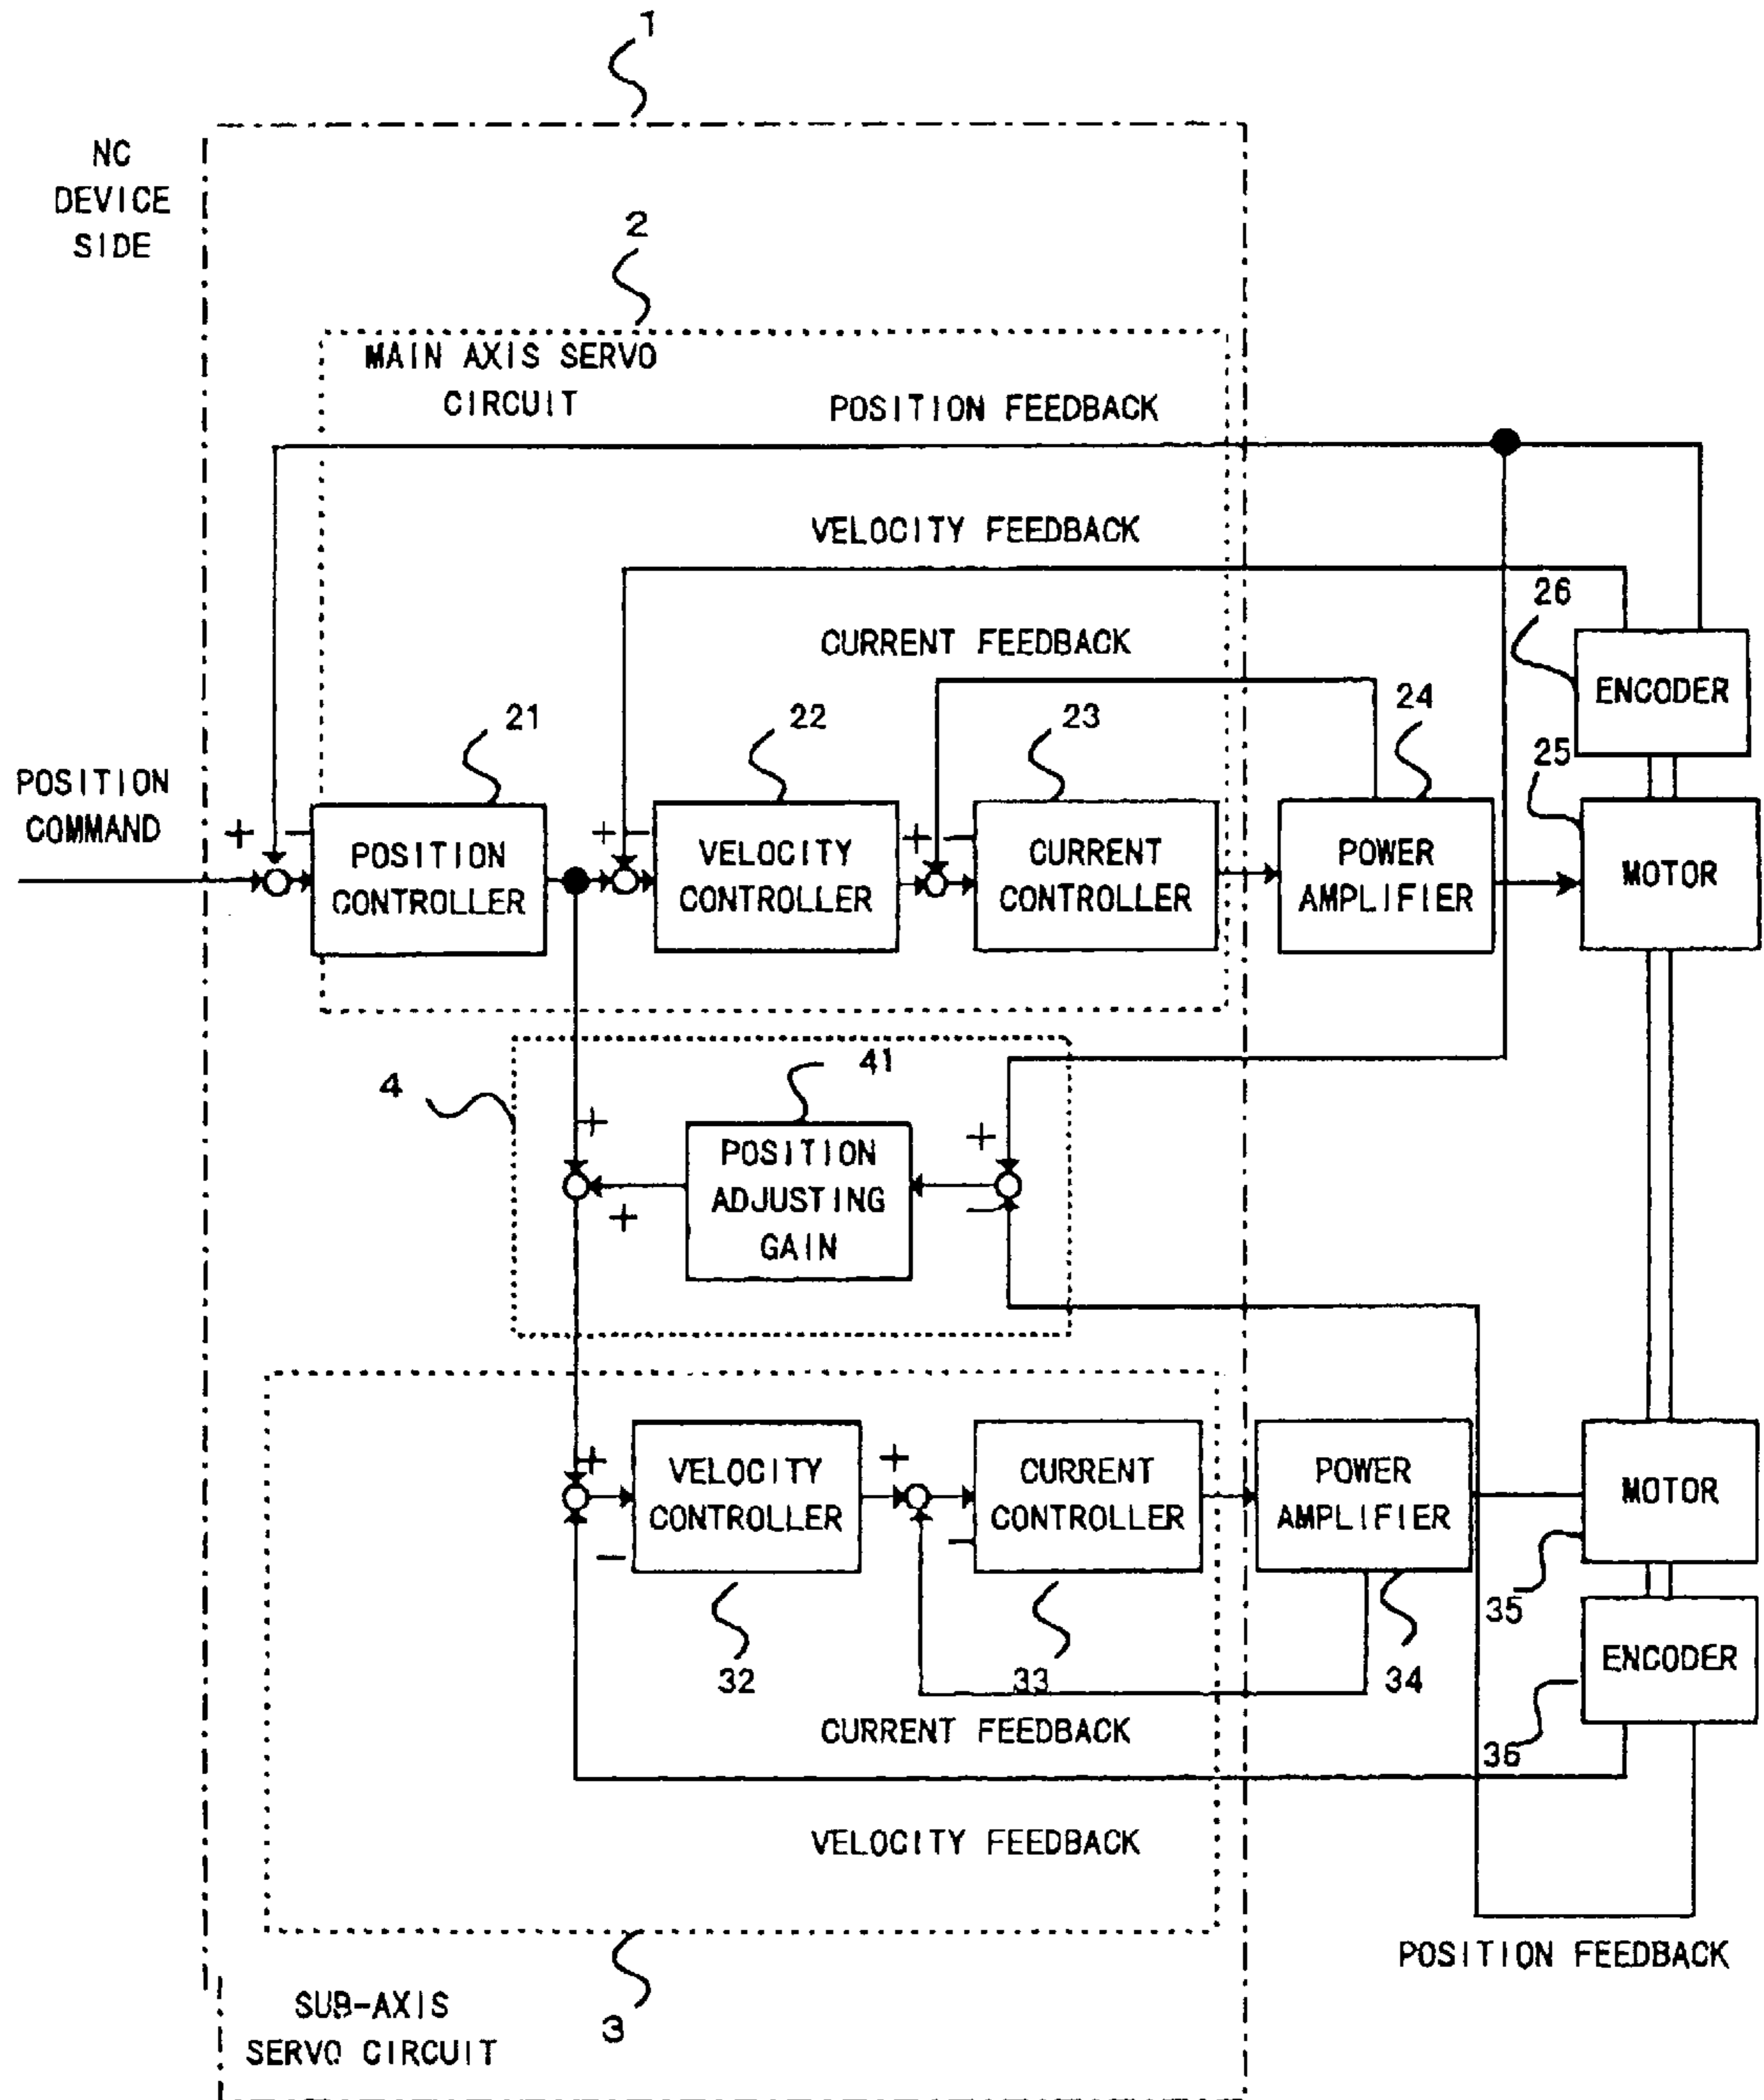 1
NC
DEVICE
SIDE
2
MAIN AXIS SERVO
CIRCUIT
POSITION FEEDBACK
VELOCITY FEEDBACK
26
CURRENT FEEDBACK
ENCODER
21
22
23
24
25
POSITION
COMMAND
+
−
+
−
+
−
POSITION
CONTROLLER
VELOCITY
CONTROLLER
CURRENT
CONTROLLER
POWER
AMPLIFIER
MOTOR
4
41
+
+
POSITION
ADJUSTING
GAIN
+
−
+
−
VELOCITY
CONTROLLER
+
−
CURRENT
CONTROLLER
POWER
AMPLIFIER
MOTOR
35
32
33
34
ENCODER
36
CURRENT FEEDBACK
VELOCITY FEEDBACK
POSITION FEEDBACK
SUB-AXIS
SERVO CIRCUIT
3